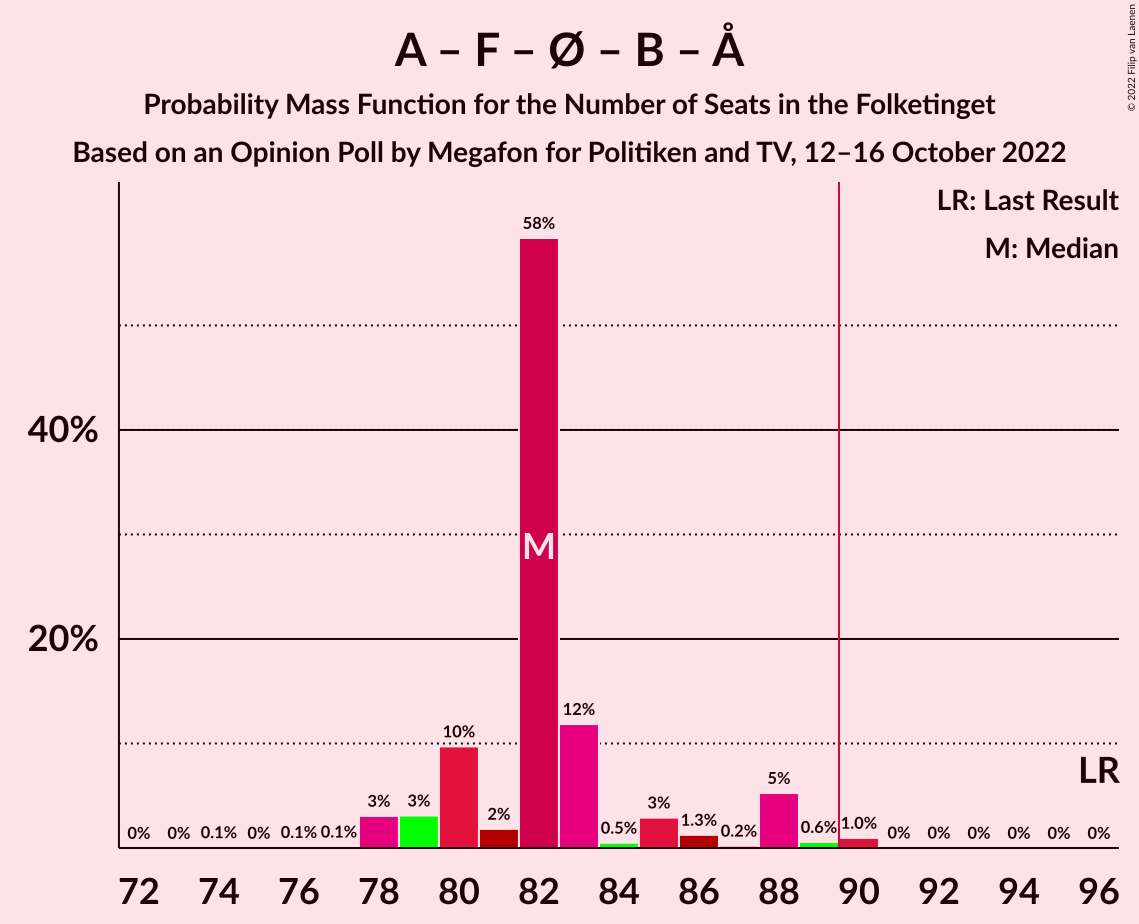 A – F – Ø – B – Å
Probability Mass Function for the Number of Seats in the Folketinget
Based on an Opinion Poll by Megafon for Politiken and TV, 12–16 October 2022
© 2022 Filip van Laenen
LR: Last Result
M: Median
58%
40%
M
20%
12%
10%
LR
5%
3% 3% 2% 3%
0% 0% 0.1% 0% 0.1% 0.1% 0.5% 1.3% 0.2% 0.6% 1.0% 0% 0% 0% 0% 0% 0%
72 74 76 78 80 82 84 86 88 90 92 94 96